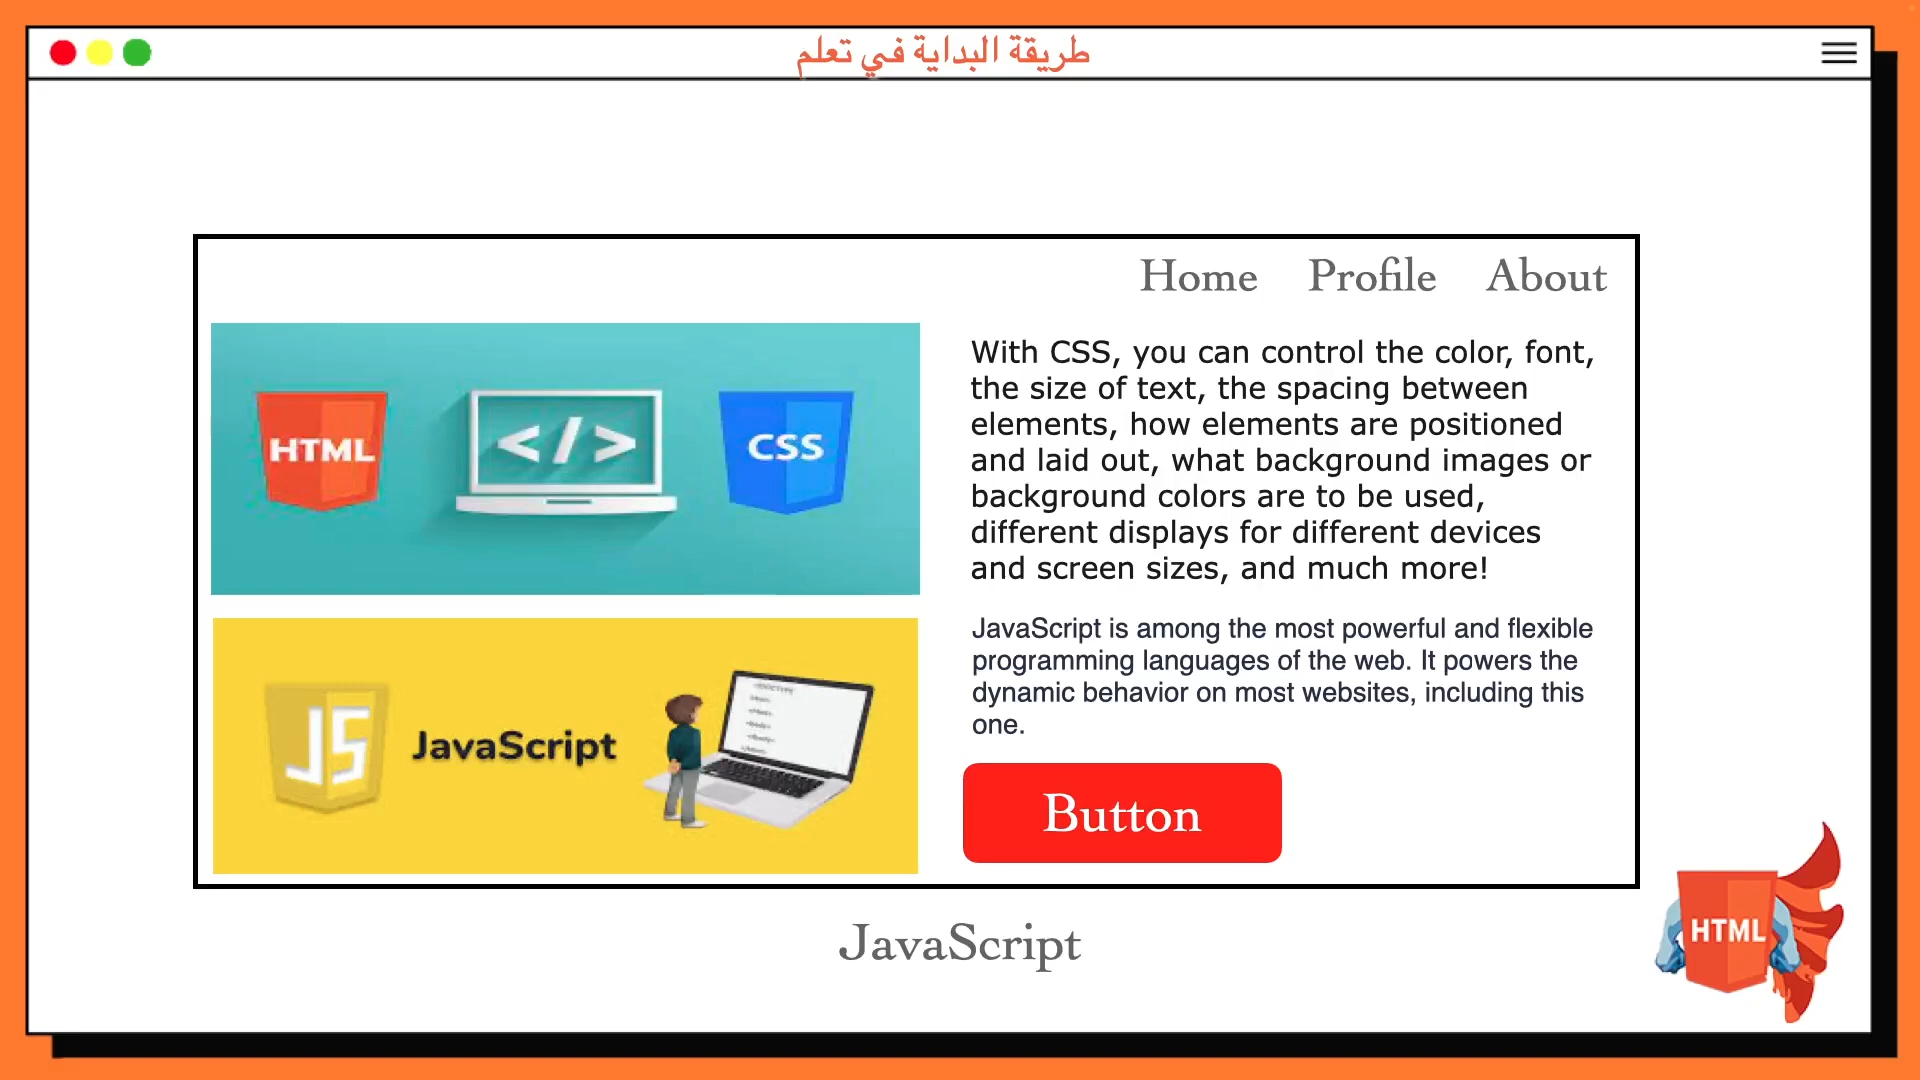 طريقة البداية في تعلم
Home Profile About
HTML
</>
CSS
With CSS, you can control the color, font,
the size of text, the spacing between
elements, how elements are positioned
and laid out, what background images or
background colors are to be used,
different displays for different devices
and screen sizes, and much more!
JS
JavaScript
JavaScript is among the most powerful and flexible
programming languages of the web. It powers the
dynamic behavior on most websites, including this
one.
Button
JavaScript
HTML